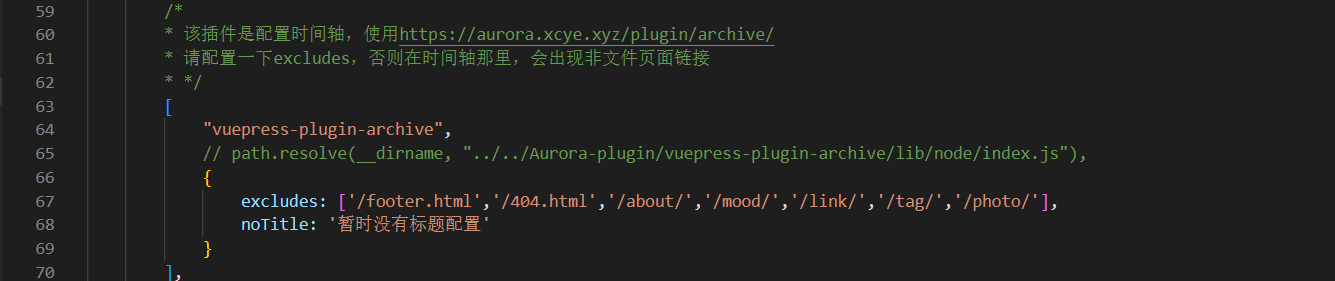 59 /*
60 * 该插件是配置时间轴，使用https://aurora.xcye.xyz/plugin/archive/
61 * 请配置一下excludes，否则在时间轴那里，会出现非文件页面链接
62 * */
63 [
64 "vuepress-plugin-archive",
65 // path.resolve(__dirname, "../../Aurora-plugin/vuepress-plugin-archive/lib/node/index.js"),
66 {
67 excludes: ['/footer.html','/404.html','/about/','/mood/','/link/','/tag/','/photo/'],
68 noTitle: '暂时没有标题配置'
69 }
70 ],